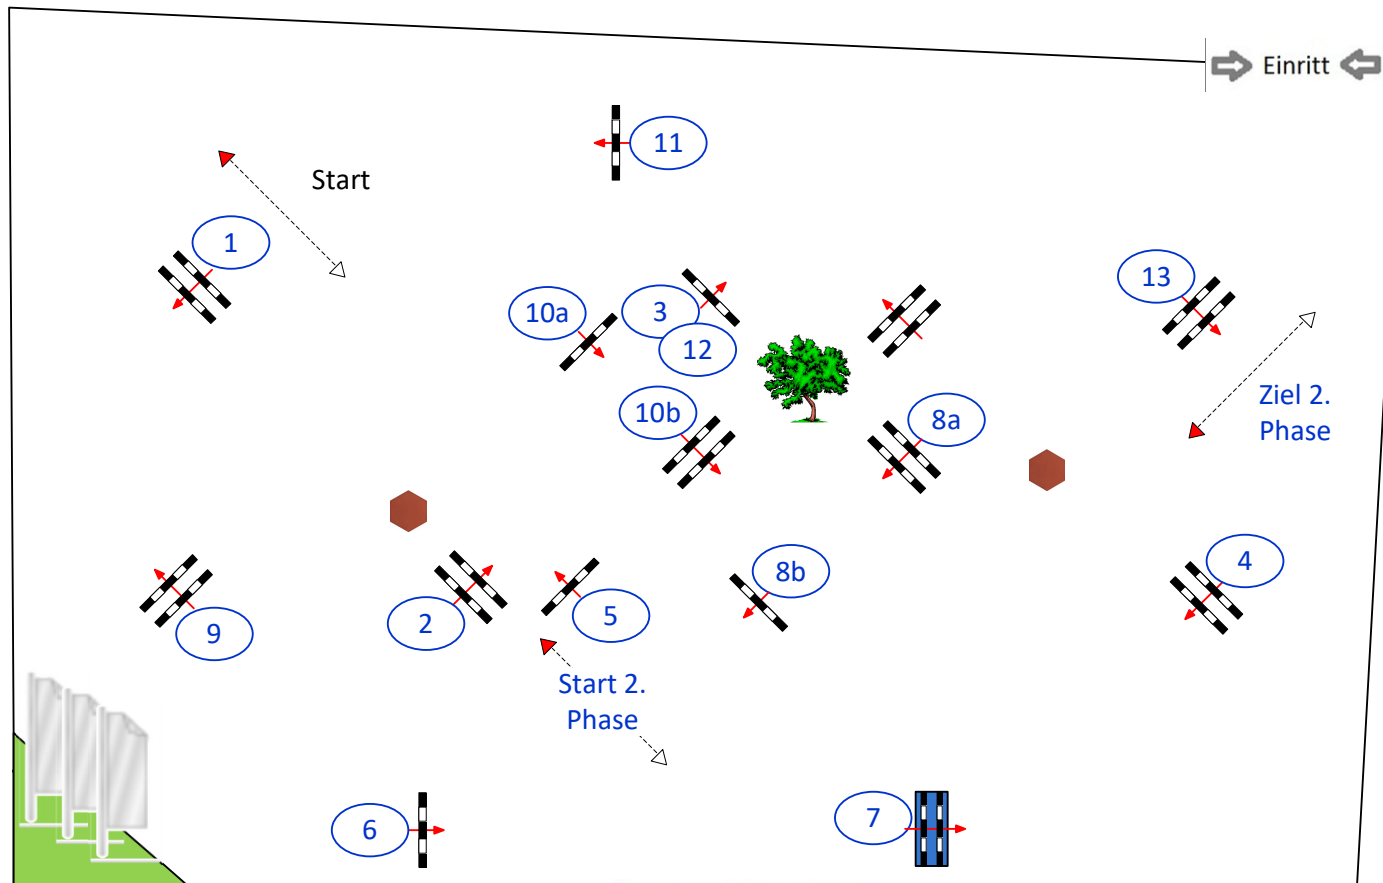 Einritt
11
Start
1
13
10a
3
12
Ziel 2.
Phase
10b
8a
8b
4
9
2
5
Start 2.
Phase
6
7